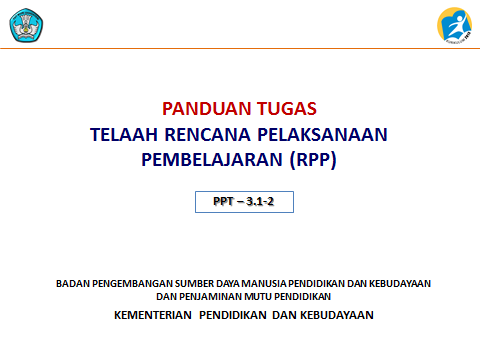 PANDUAN TUGAS
TELAAH RENCANA PELAKSANAAN
PEMBELAJARAN (RPP)
PPT – 3.1-2
BADAN PENGEMBANGAN SUMBER DAYA MANUSIA PENDIDIKAN DAN KEBUDAYAAN
DAN PENJAMINAN MUTU PENDIDIKAN
KEMENTERIAN PENDIDIKAN DAN KEBUDAYAAN